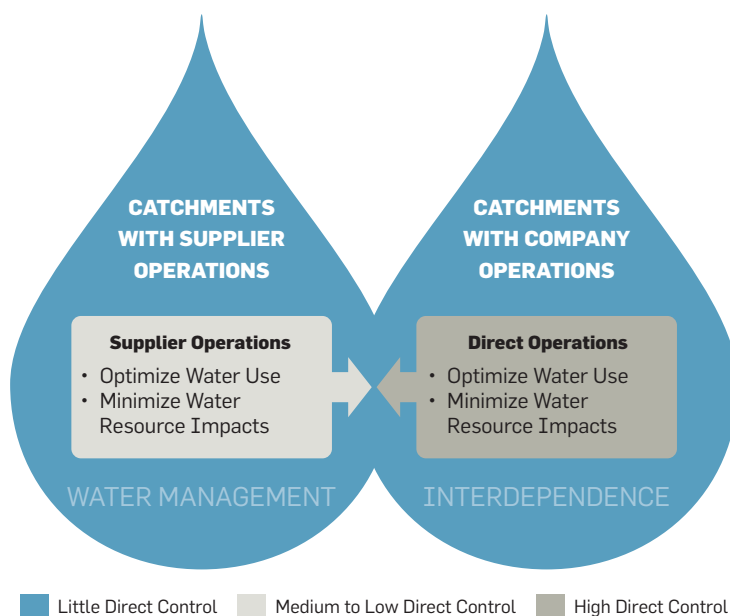 CATCHMENTS
WITH SUPPLIER
OPERATIONS
Supplier Operations
• Optimize Water Use
• Minimize Water
Resource Impacts
WATER MANAGEMENT
CATCHMENTS
WITH COMPANY
OPERATIONS
Direct Operations
• Optimize Water Use
• Minimize Water
Resource Impacts
INTERDEPENDENCE
Little Direct Control
Medium to Low Direct Control
High Direct Control